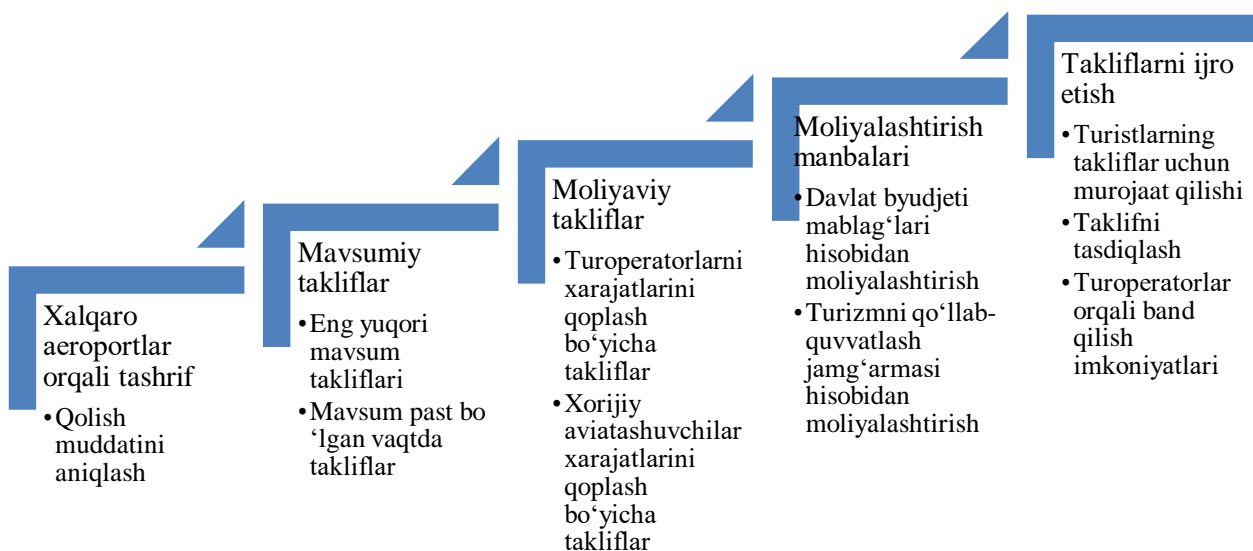 Xalqaro
aeroportlar
orqali tashrif
•Qolish
muddatini
aniqlash
Mavsumiy
takliflar
•Eng yuqori
mavsum
takliflari
•Mavsum past bo
‘lgan vaqtda
takliflar
Moliyaviy
takliflar
•Turoperatorlarni
xarajatlarini
qoplash
bo‘yicha
takliflar
•Xorijiy
aviatashuvchilar
xarajatlarini
qoplash
bo‘yicha
takliflar
Moliyalashtirish
manbalari
•Davlat byudjeti
mablag‘lari
hisobidan
moliyalashtirish
•Turizmni qo‘llab-
quvvatlash
jamg‘armasi
hisobidan
moliyalashtirish
Takliflarni ijro
etish
•Turistlarning
takliflar uchun
murojaat qilishi
•Taklifni
tasdiqlash
•Turoperatorlar
orqali band
qilish
imkoniyatlari